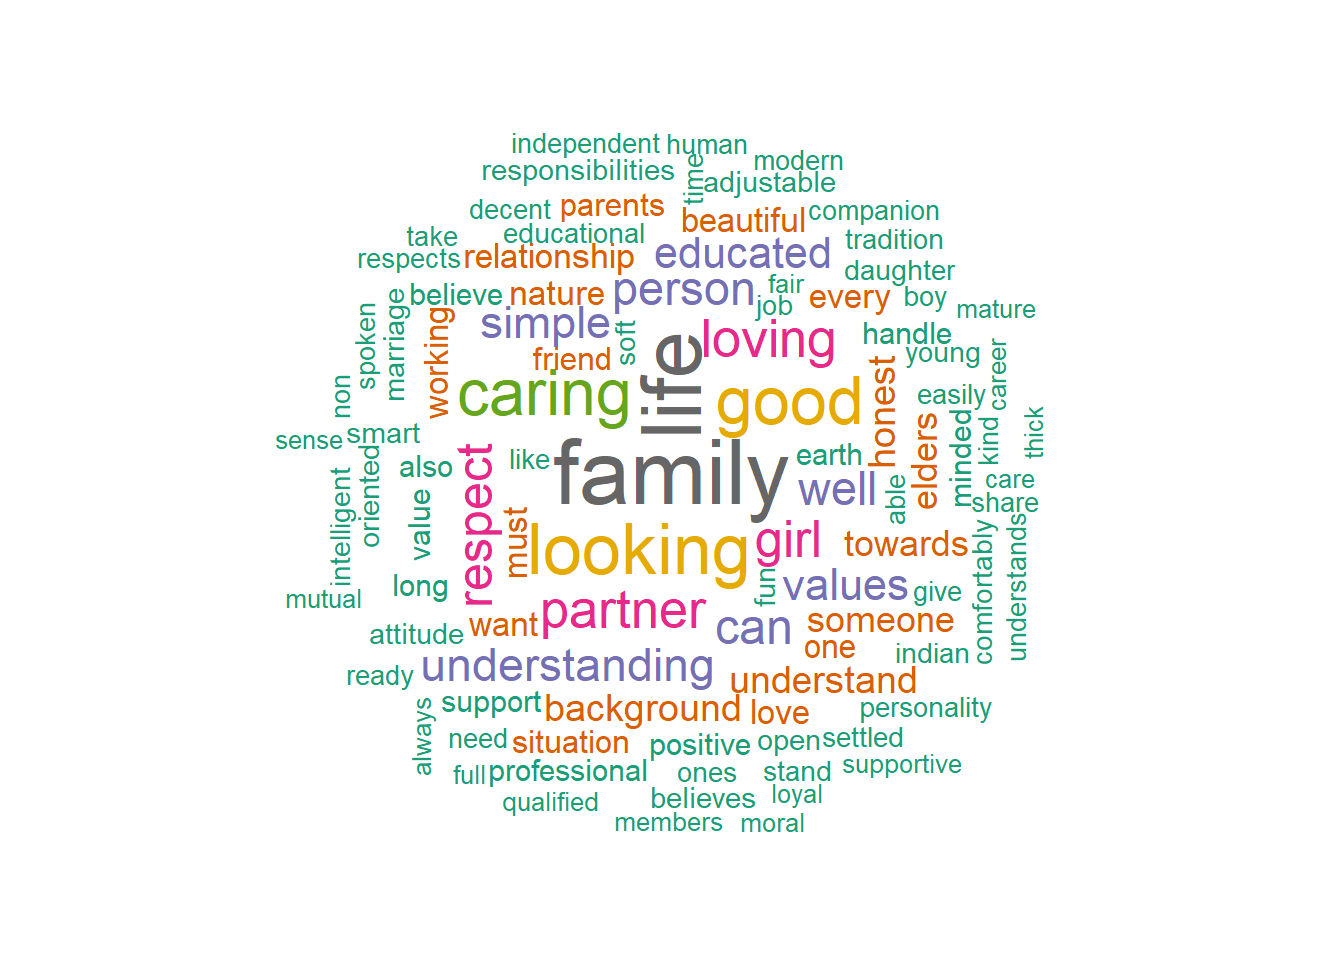 independent
human
responsibilities
time
modern
adjustable
decent
parents
beautiful
companion
take
educational
educated
tradition
respects
relationship
daughter
believe
nature
person
fair
every
boy
mature
job
spoken
marriage
working
simple
soft
life
loving
handle
young
career
friend
non
caring
good
honest
easily
kind
thick
sense
smart
respect
like
family
earth
elders
minded
care
share
also
well
able
intelligent
oriented
value
must
looking
girl
towards
comfortably
understands
mutual
long
fun
values
give
attitude
want
partner
can
someone
one
indian
ready
understanding
understand
always
support
background
love
personality
need
situation
positive
open
settled
full
professional
ones
stand
supportive
qualified
believes
loyal
members
moral